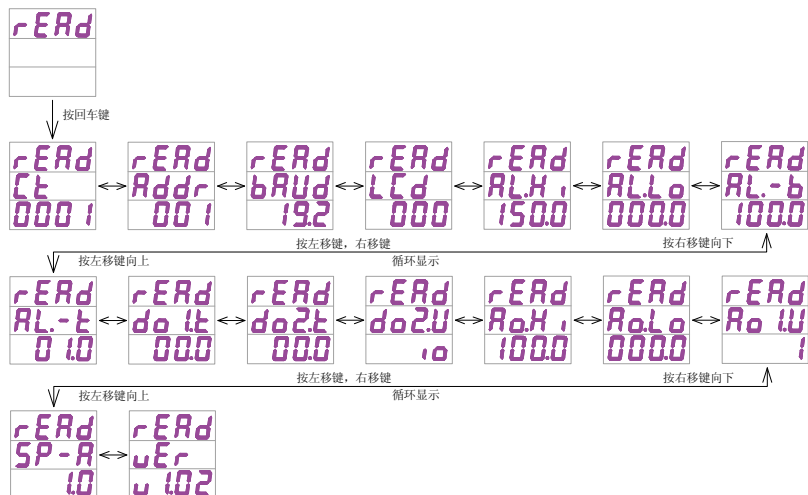 rEAd
按回车键
rEAd rEAd rEAd rEAd rEAd rEAd rEAd
Ct Addr bAUd LCd AL.Hi AL.Lo AL.-b
0001 001 19.2 000 150.0 000.0 100.0
按左移键，右移键 按右移键向下
按左移键向上 循环显示
rEAd rEAd rEAd rEAd rEAd rEAd rEAd
AL.-t do1.t do2.t do2.U Ao.Hi Ao.Lo Ao1.U
01.0 00.0 00.0 io 100.0 000.0 1
按左移键，右移键 按右移键向下
按左移键向上 循环显示
rEAd rEAd
SP-A uEr
1.0 u1.02